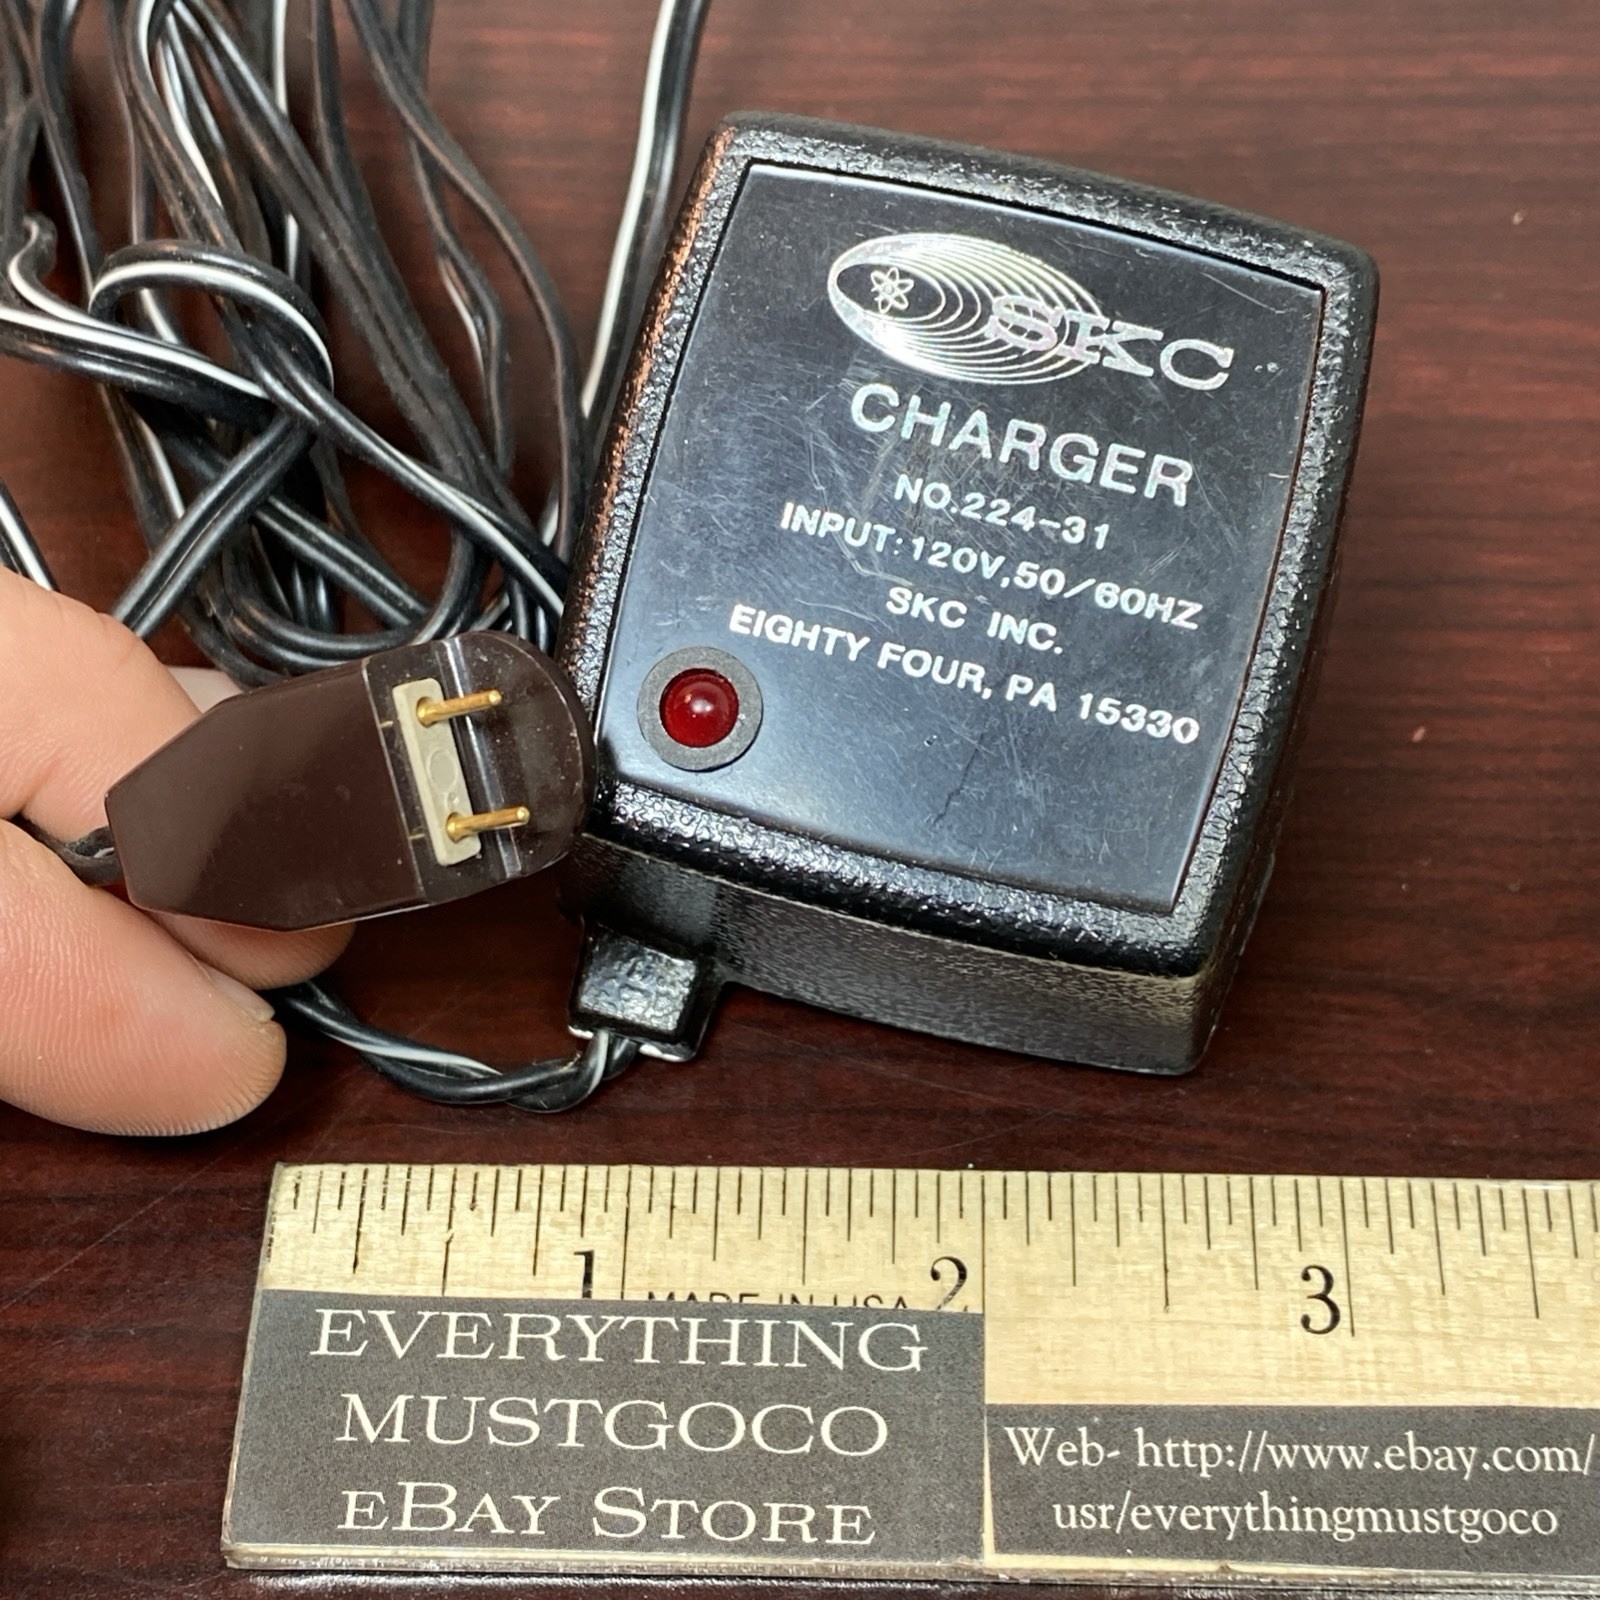 SKC
CHARGER
NO.224-31
INPUT:120V,50/60HZ
SKC INC.
EIGHTY FOUR, PA 15330
1 2 3
MADE IN USA
EVERYTHING
MUSTGOCO
EBAY STORE
Web- http://www.ebay.com/
usr/everythingmustgoco